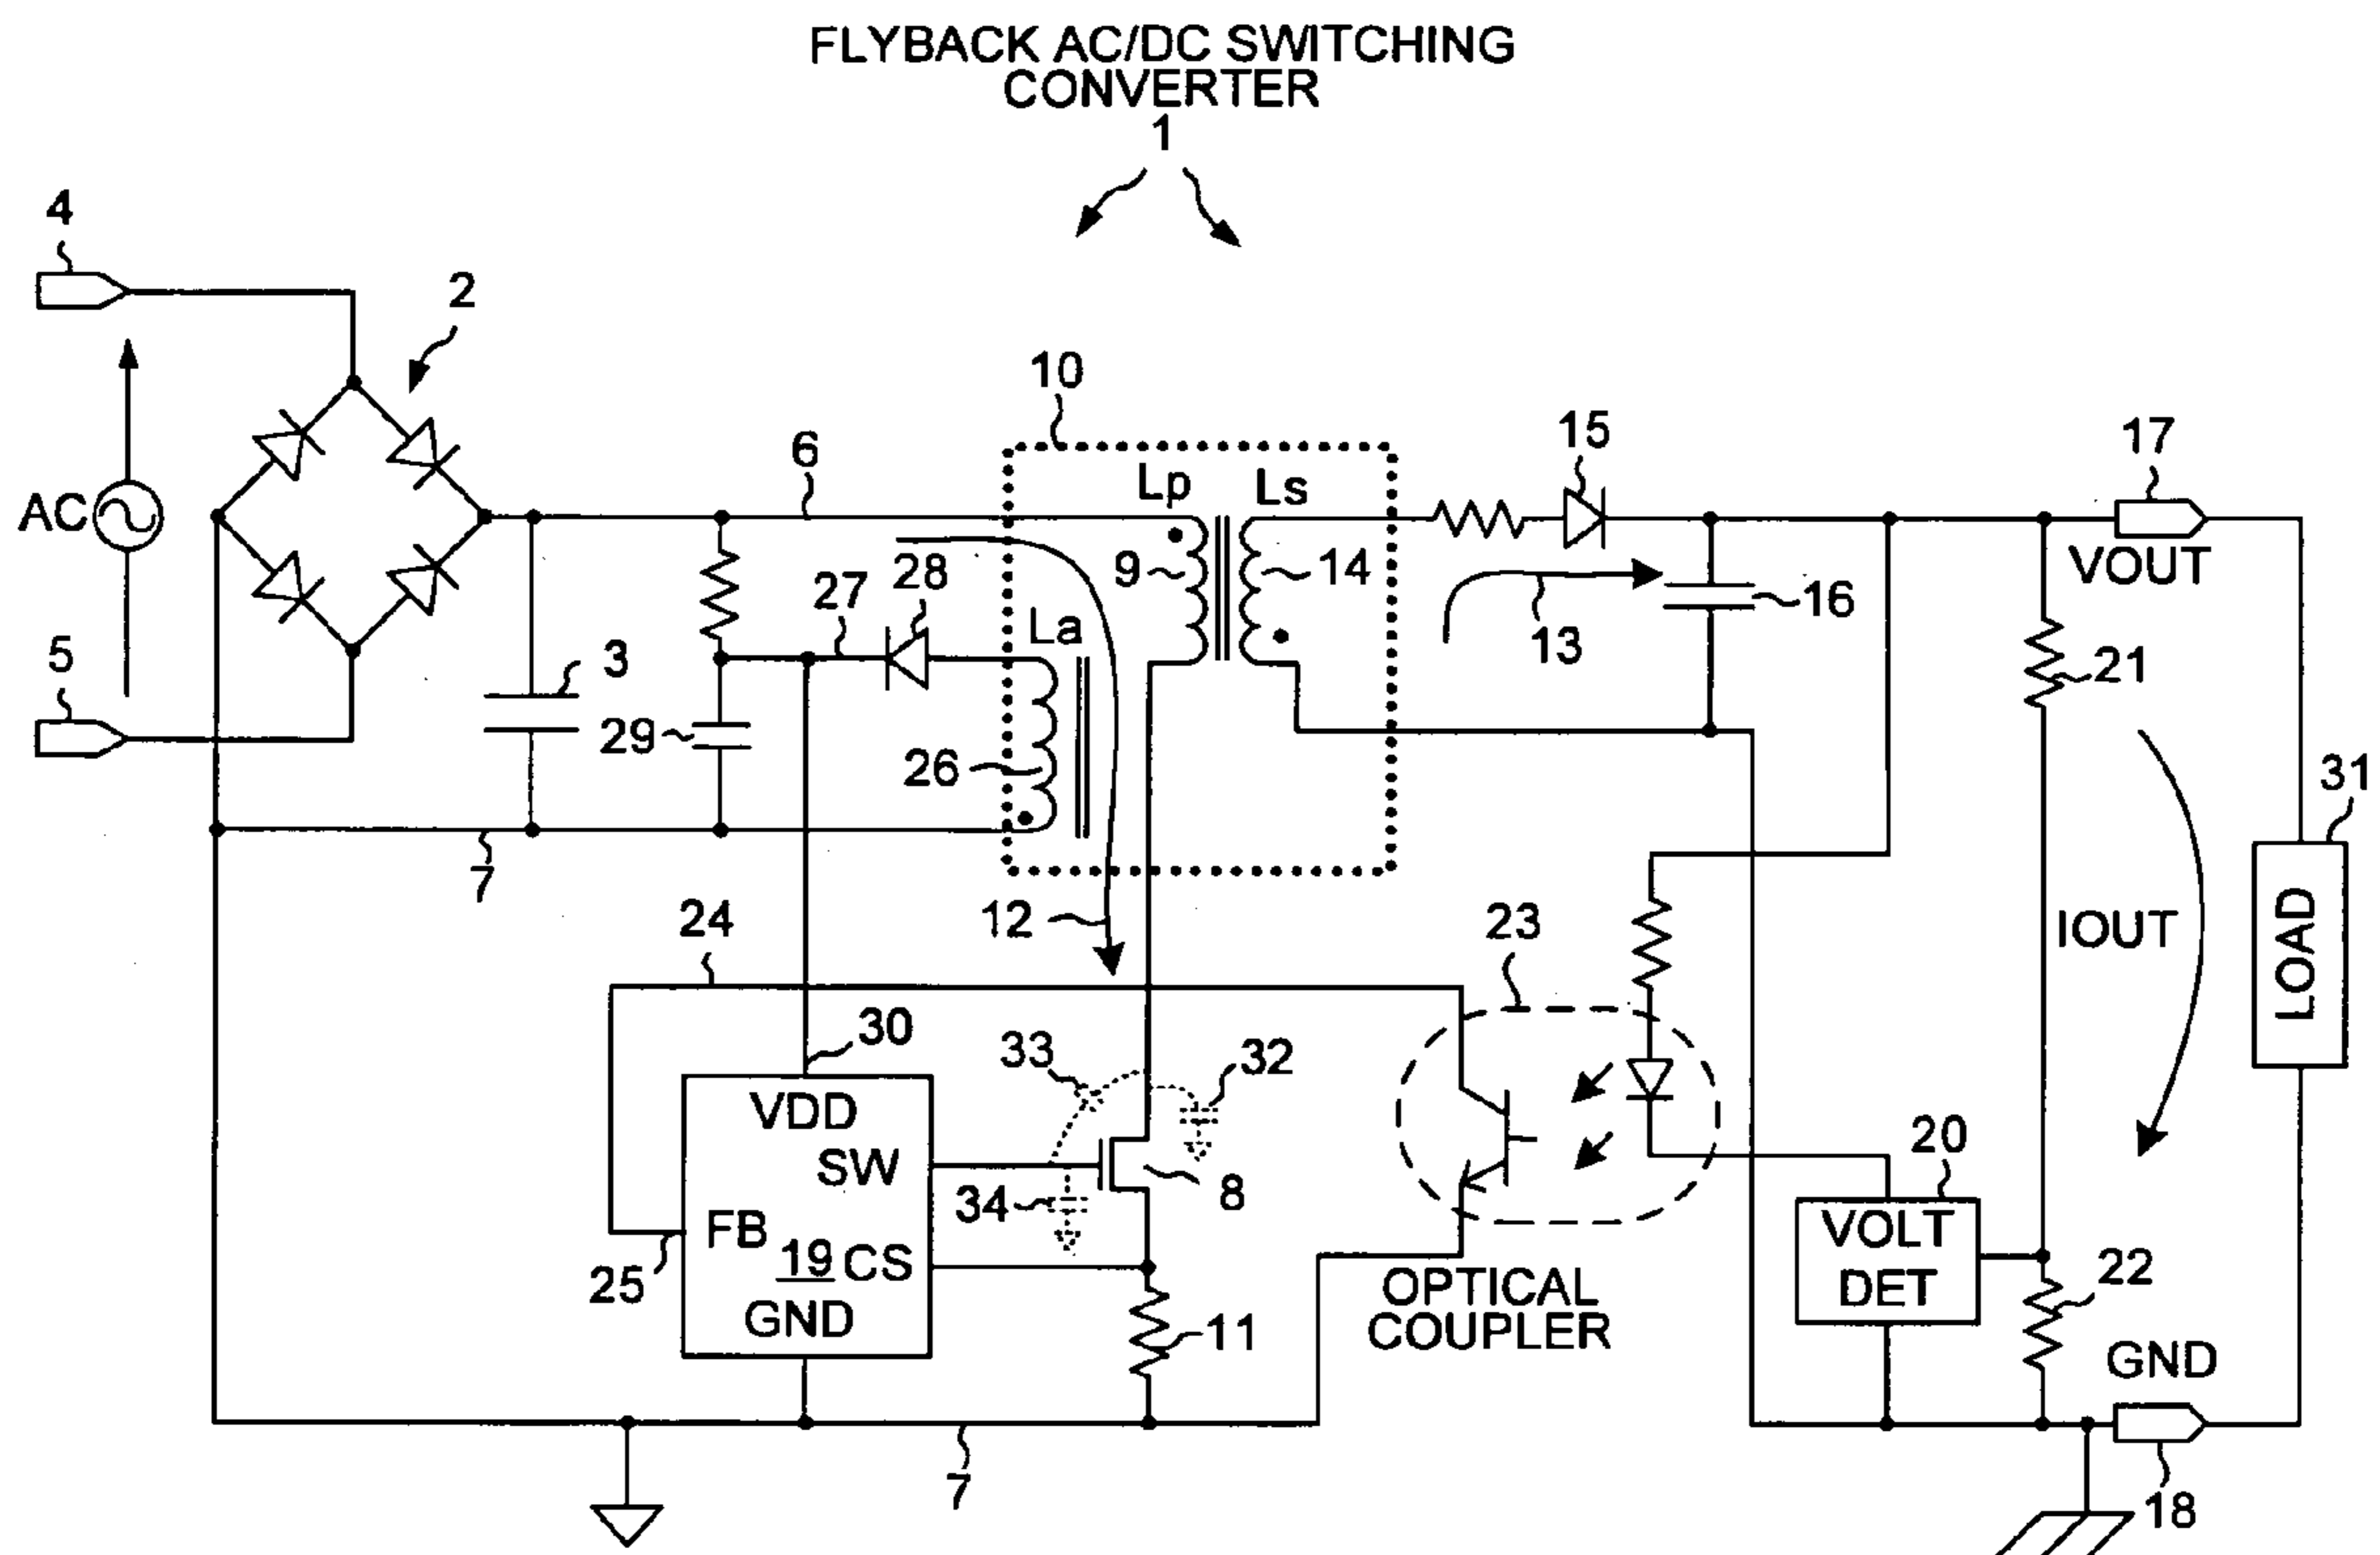 FLYBACK AC/DC SWITCHING
CONVERTER
1
4
2
10
15
17
6
Lp
Ls
AC
VOUT
9
14
28
27
16
13
La
5
3
21
29
26
31
7
24
12
23
IOUT
LOAD
30
33
32
VDD
SW
20
8
34
FB
VOLT
19
CS
22
25
DET
OPTICAL
GND
11
COUPLER
GND
7
18